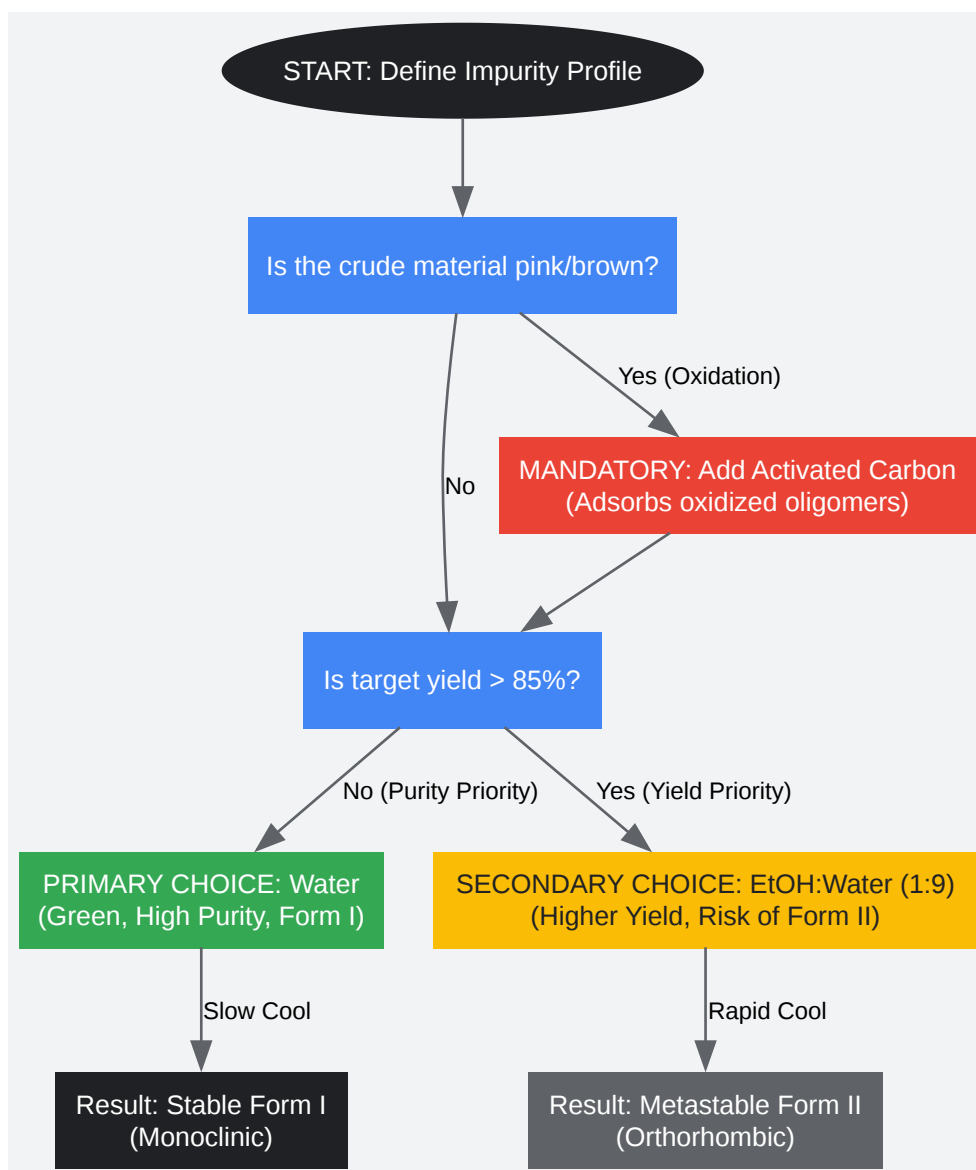 START: Define Impurity Profile
Is the crude material pink/brown?
Yes (Oxidation)
No
MANDATORY: Add Activated Carbon
(Adsorbs oxidized oligomers)
Is target yield > 85%?
No (Purity Priority)
Yes (Yield Priority)
PRIMARY CHOICE: Water
(Green, High Purity, Form I)
SECONDARY CHOICE: EtOH:Water (1:9)
(Higher Yield, Risk of Form II)
Slow Cool
Rapid Cool
Result: Stable Form I
(Monoclinic)
Result: Metastable Form II
(Orthorhombic)